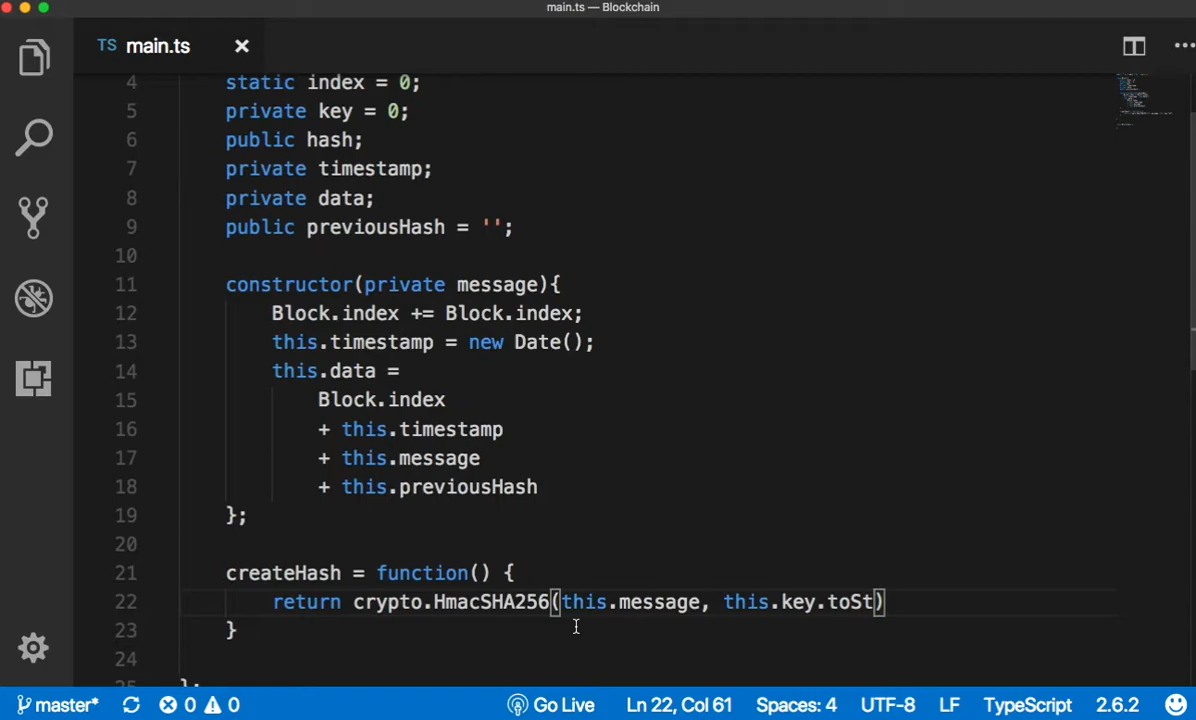 main.ts — Blockchain
TS main.ts
4 static index = 0;
5 private key = 0;
6 public hash;
7 private timestamp;
8 private data;
9 public previousHash = '';
10
11 constructor(private message){
12 Block.index += Block.index;
13 this.timestamp = new Date();
14 this.data =
15 Block.index
16 + this.timestamp
17 + this.message
18 + this.previousHash
19 };
20
21 createHash = function() {
22 return crypto.HmacSHA256(this.message, this.key.toSt)
23 }
24
25 };
master* 0 0 Go Live Ln 22, Col 61 Spaces: 4 UTF-8 LF TypeScript 2.6.2